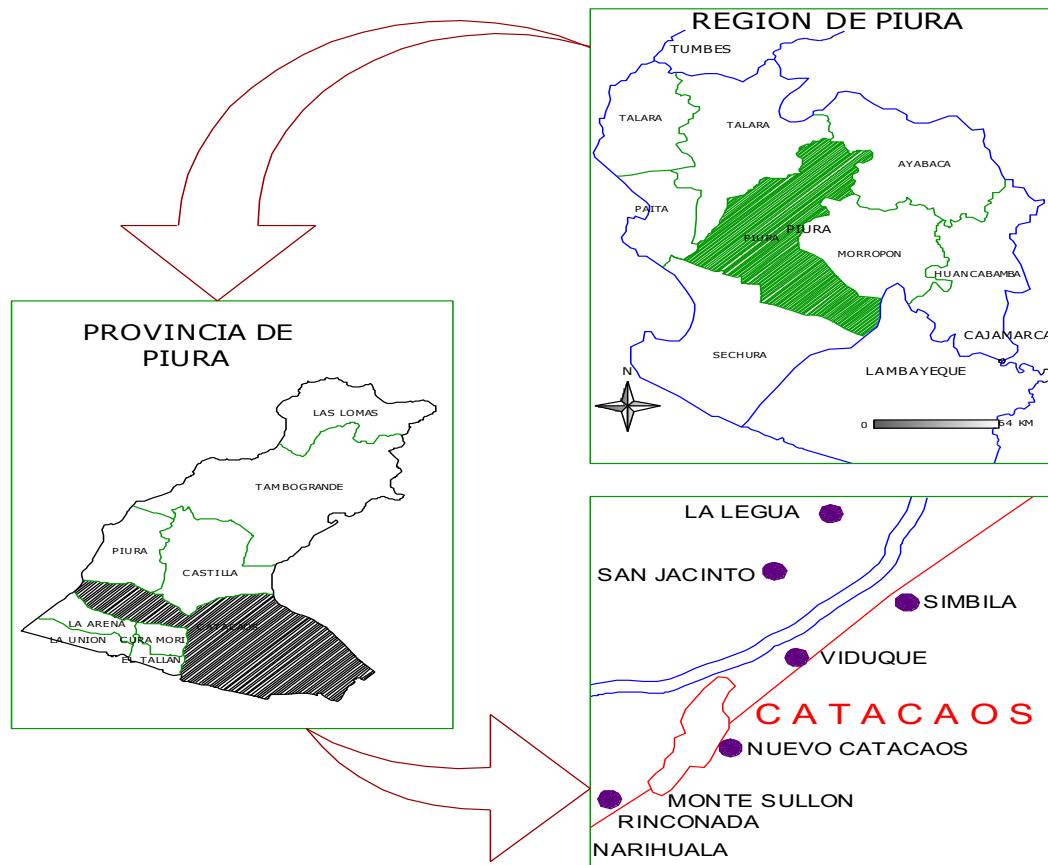 REGION DE PIURA
TUMBES
TALARA
TALARA
AYABACA
PAITA
PIURA
PIURA
MORROPON
HUANCABAMBA
CAJAMARCA
SECHURA
LAMBAYEQUE
N
0
64 KM
PROVINCIA DE
PIURA
LAS LOMAS
TAMBOGRANDE
PIURA
CASTILLA
LA ARENA
CATACAOS
LA UNION
CURA MORI
EL TALLAN
LA LEGUA
SAN JACINTO
SIMBILA
VIDUQUE
CATACAOS
NUEVO CATACAOS
MONTE SULLON
RINCONADA
NARIHUALA